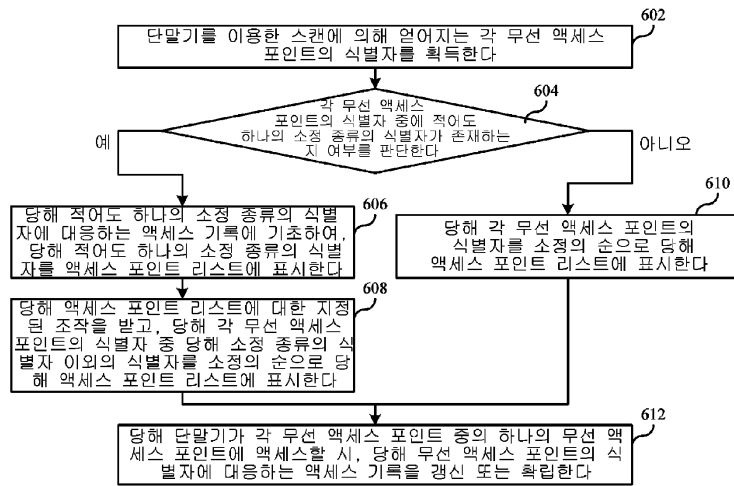 단말기를 이용한 스캔에 의해 얻어지는 각 무선 액세스
포인트의 식별자를 획득한다
602
각 무선 액세스
포인트의 식별자 중에 적어도
하나의 소정 종류의 식별자가 존재하는
지 여부를 판단한다
604
예
아니오
당해 적어도 하나의 소정 종류의 식별
자에 대응하는 액세스 기록에 기초하여,
당해 적어도 하나의 소정 종류의 식별
자를 액세스 포인트 리스트에 표시한다
606
당해 각 무선 액세스 포인트의
식별자를 소정의 순으로 당해
액세스 포인트 리스트에 표시한다
610
당해 액세스 포인트 리스트에 대한 지정
된 조작을 받고, 당해 각 무선 액세스
포인트의 식별자 중 당해 소정 종류의 식
별자 이외의 식별자를 소정의 순으로 당
해 액세스 포인트 리스트에 표시한다
608
당해 단말기가 각 무선 액세스 포인트 중의 하나의 무선 액
세스 포인트에 액세스할 시, 당해 무선 액세스 포인트의 식
별자에 대응하는 액세스 기록을 갱신 또는 확립한다
612